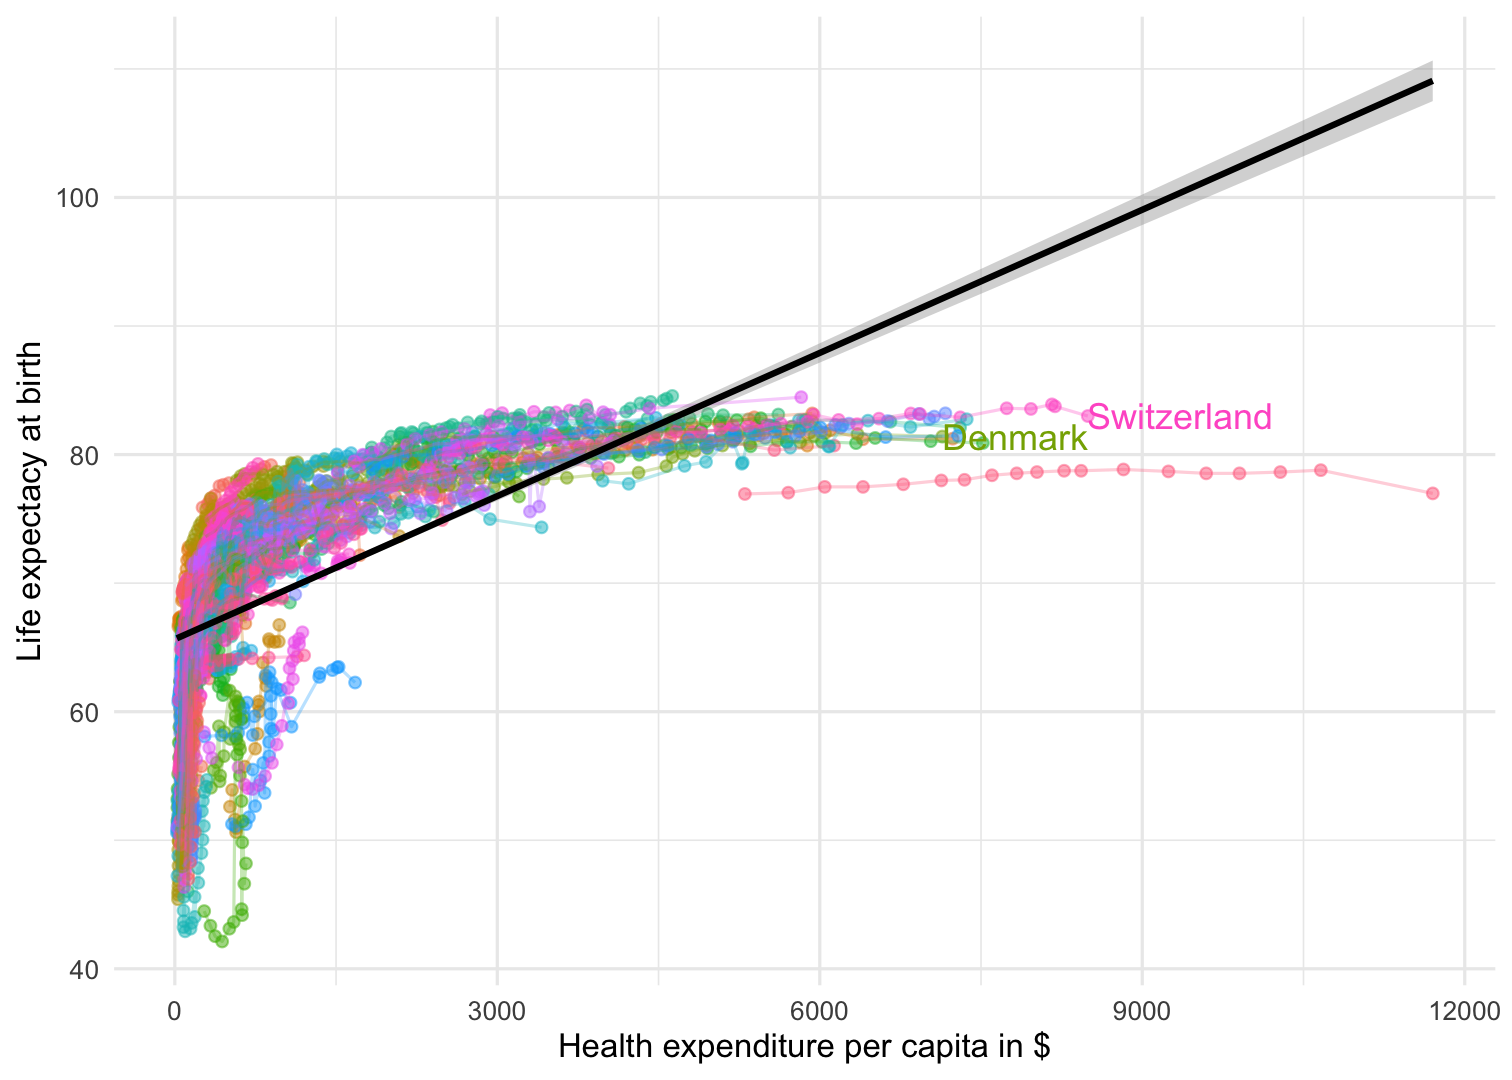 100
80
60
40
Life expectacy at birth
Switzerland
Denmark
0 3000 6000 9000 12000
Health expenditure per capita in $